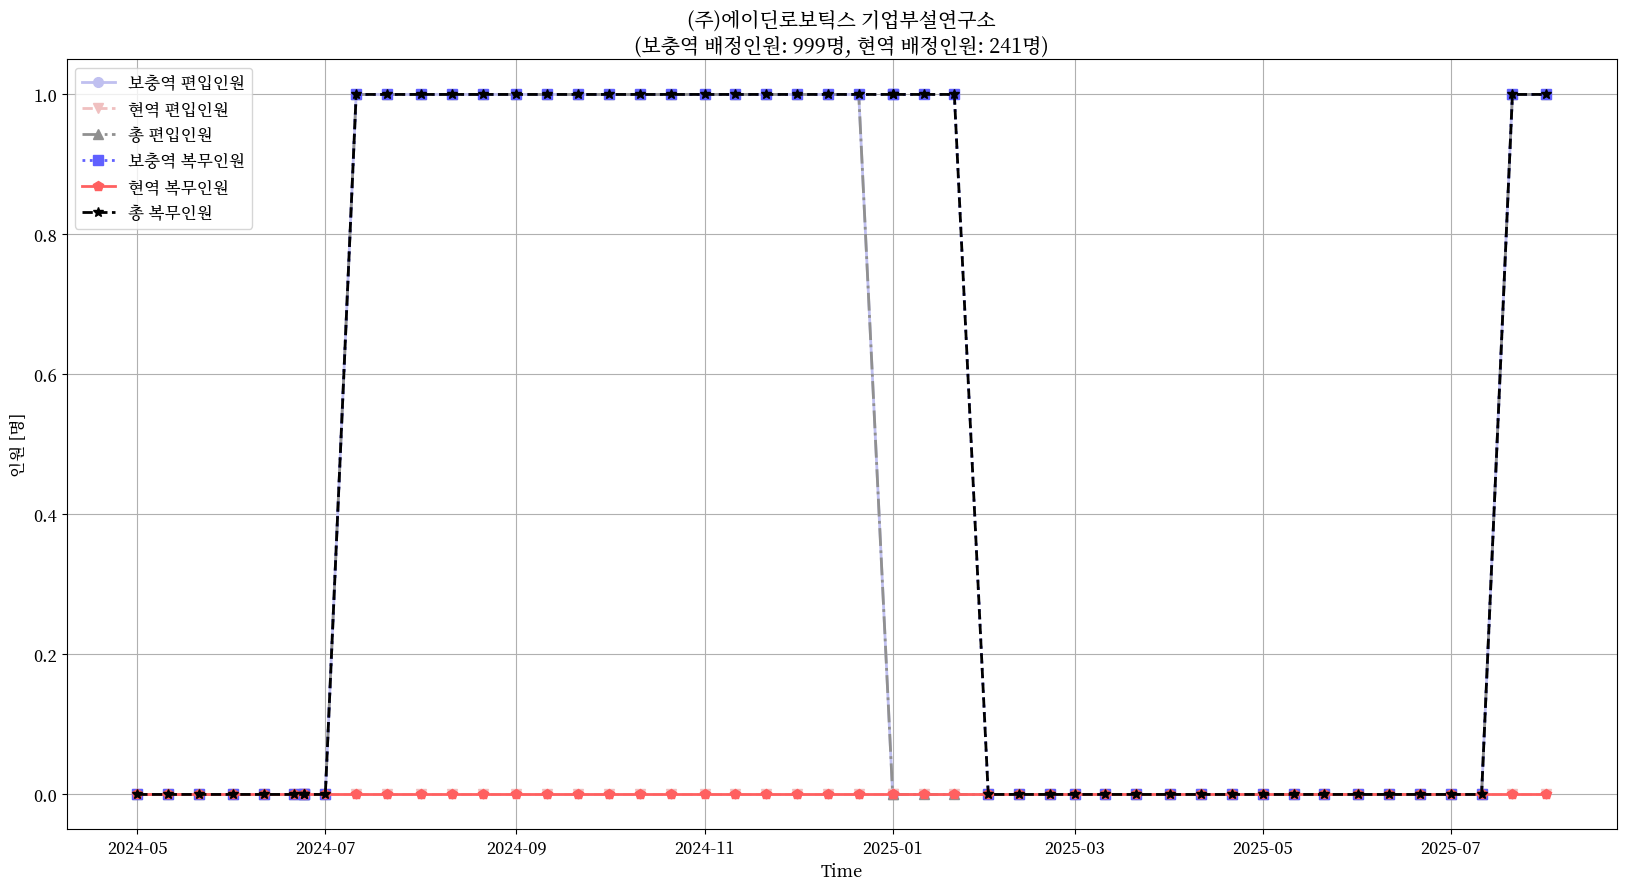 (주)에이딘로보틱스 기업부설연구소
(보충역 배정인원: 999명, 현역 배정인원: 241명)
보충역 편입인원
현역 편입인원
총 편입인원
보충역 복무인원
현역 복무인원
총 복무인원
1.0
0.8
0.6
0.4
0.2
0.0
인원 [명]
2024-05
2024-07
2024-09
2024-11
2025-01
2025-03
2025-05
2025-07
Time